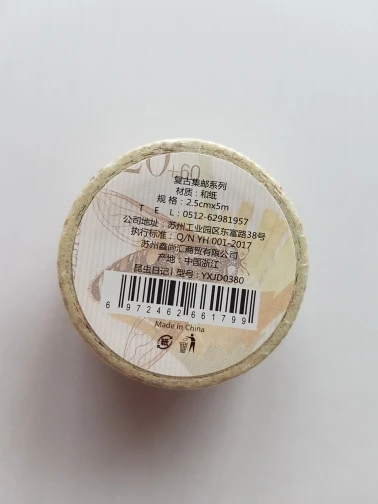 20+60
复古集邮系列
材质:和纸
规 格:2.5cmx5m
T E L:0512-62981957
公司地址:苏州工业园区东富路38号
执行标准:Q/N YH 001-2017
苏州鑫尚汇商贸有限公司
产地:中国浙江
昆虫日记| 型号:YXJD0380
6 972462 661799
Made in China